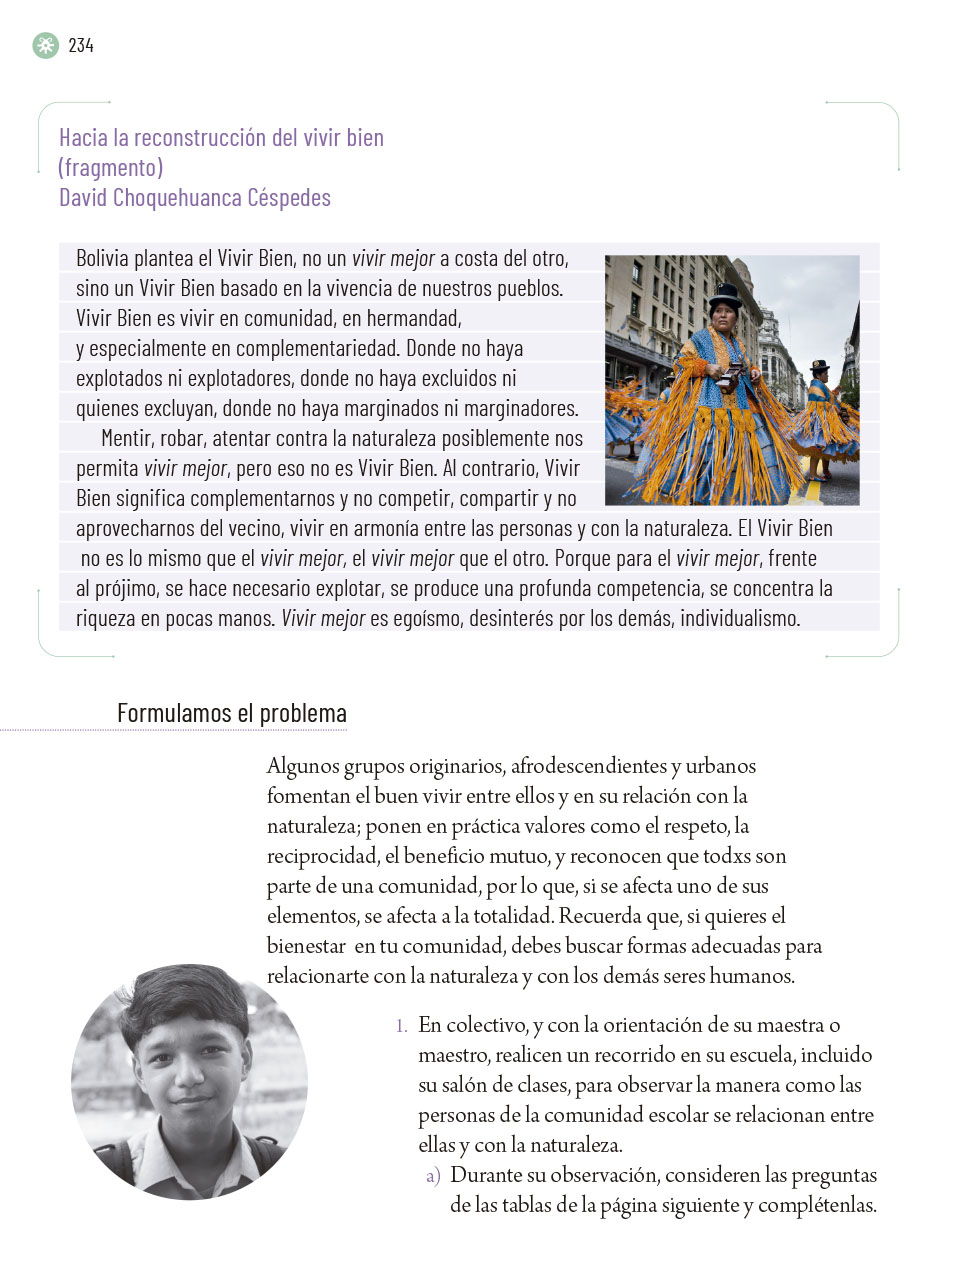 234
Hacia la reconstrucción del vivir bien
(fragmento)
David Choquehuanca Céspedes
Bolivia plantea el Vivir Bien, no un vivir mejor a costa del otro,
sino un Vivir Bien basado en la vivencia de nuestros pueblos.
Vivir Bien es vivir en comunidad, en hermandad,
y especialmente en complementariedad. Donde no haya
explotados ni explotadores, donde no haya excluidos ni
quienes excluyan, donde no haya marginados ni marginadores.
Mentir, robar, atentar contra la naturaleza posiblemente nos
permita vivir mejor, pero eso no es Vivir Bien. Al contrario, Vivir
Bien significa complementarnos y no competir, compartir y no
aprovecharnos del vecino, vivir en armonía entre las personas y con la naturaleza. El Vivir Bien
no es lo mismo que el vivir mejor, el vivir mejor que el otro. Porque para el vivir mejor, frente
al prójimo, se hace necesario explotar, se produce una profunda competencia, se concentra la
riqueza en pocas manos. Vivir mejor es egoísmo, desinterés por los demás, individualismo.
Formulamos el problema
Algunos grupos originarios, afrodescendientes y urbanos
fomentan el buen vivir entre ellos y en su relación con la
naturaleza; ponen en práctica valores como el respeto, la
reciprocidad, el beneficio mutuo, y reconocen que todxs son
parte de una comunidad, por lo que, si se afecta uno de sus
elementos, se afecta a la totalidad. Recuerda que, si quieres el
bienestar en tu comunidad, debes buscar formas adecuadas para
relacionarte con la naturaleza y con los demás seres humanos.
1. En colectivo, y con la orientación de su maestra o
maestro, realicen un recorrido en su escuela, incluido
su salón de clases, para observar la manera como las
personas de la comunidad escolar se relacionan entre
ellas y con la naturaleza.
a) Durante su observación, consideren las preguntas
de las tablas de la página siguiente y complétenlas.